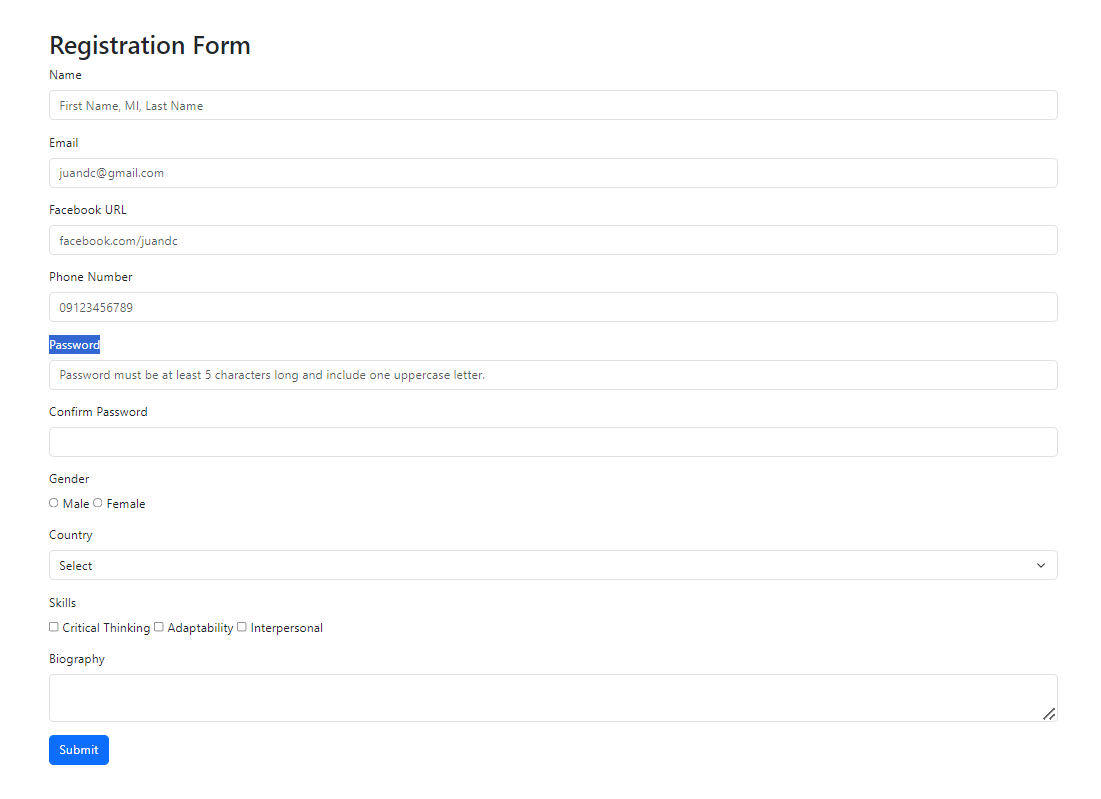 Registration Form
Name
First Name, MI, Last Name
Email
juandc@gmail.com
Facebook URL
facebook.com/juandc
Phone Number
09123456789
Password
Password must be at least 5 characters long and include one uppercase letter.
Confirm Password
Gender
Male Female
Country
Select
Skills
Critical Thinking Adaptability Interpersonal
Biography
Submit